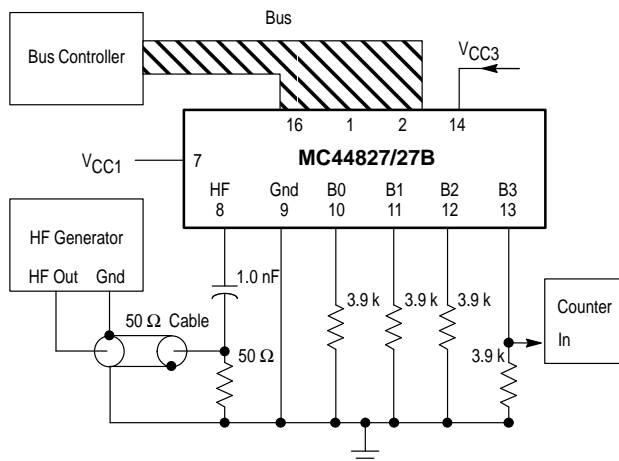 Bus
Bus Controller
VCC3
16 1 2 14
VCC1
7
MC44827/27B
HF Gnd B0 B1 B2 B3
8 9 10 11 12 13
HF Generator
HF Out Gnd
1.0 nF
50 Ω Cable
3.9 k 3.9 k 3.9 k
Counter
In
50 Ω
3.9 k